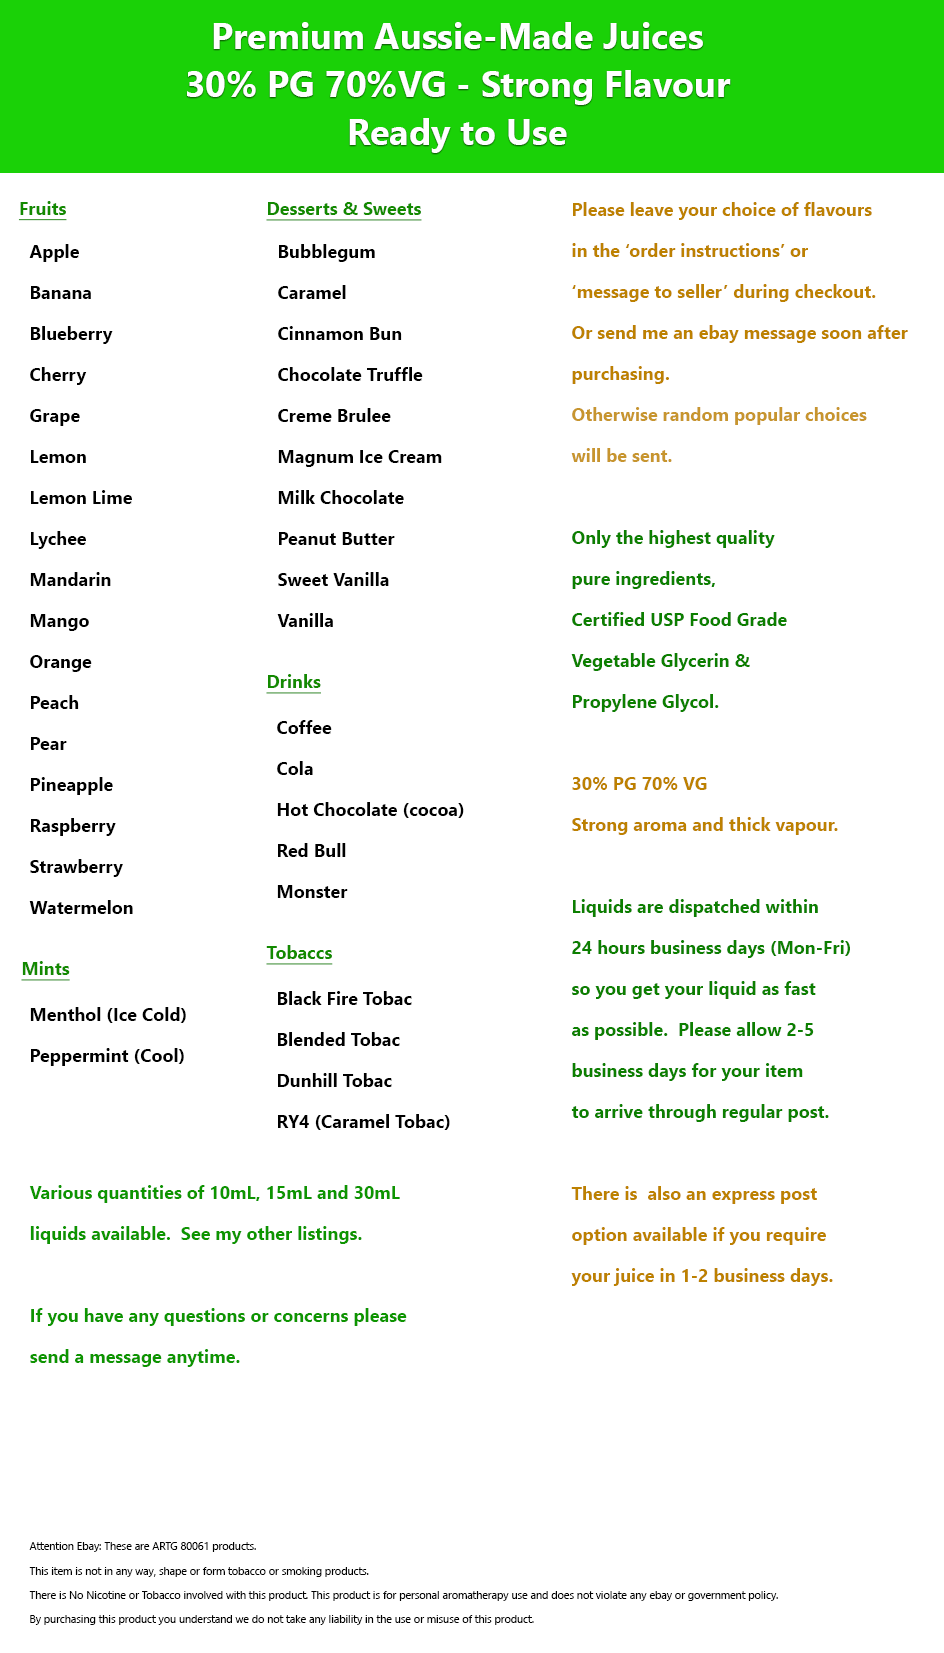 Premium Aussie-Made Juices
30% PG 70%VG - Strong Flavour
Ready to Use
Fruits
Apple
Banana
Blueberry
Cherry
Grape
Lemon
Lemon Lime
Lychee
Mandarin
Mango
Orange
Peach
Pear
Pineapple
Raspberry
Strawberry
Watermelon
Mints
Menthol (Ice Cold)
Peppermint (Cool)
Desserts & Sweets
Bubblegum
Caramel
Cinnamon Bun
Chocolate Truffle
Creme Brulee
Magnum Ice Cream
Milk Chocolate
Peanut Butter
Sweet Vanilla
Vanilla
Drinks
Coffee
Cola
Hot Chocolate (cocoa)
Red Bull
Monster
Tobaccs
Black Fire Tobac
Blended Tobac
Dunhill Tobac
RY4 (Caramel Tobac)
Various quantities of 10mL, 15mL and 30mL
liquids available.  See my other listings.
If you have any questions or concerns please
send a message anytime.
Please leave your choice of flavours
in the ‘order instructions’ or
‘message to seller’ during checkout.
Or send me an ebay message soon after
purchasing.
Otherwise random popular choices
will be sent.
Only the highest quality
pure ingredients,
Certified USP Food Grade
Vegetable Glycerin &
Propylene Glycol.
30% PG 70% VG
Strong aroma and thick vapour.
Liquids are dispatched within
24 hours business days (Mon-Fri)
so you get your liquid as fast
as possible.  Please allow 2-5
business days for your item
to arrive through regular post.
There is  also an express post
option available if you require
your juice in 1-2 business days.
Attention Ebay: These are ARTG 80061 products.
This item is not in any way, shape or form tobacco or smoking products.
There is No Nicotine or Tobacco involved with this product. This product is for personal aromatherapy use and does not violate any ebay or government policy.
By purchasing this product you understand we do not take any liability in the use or misuse of this product.